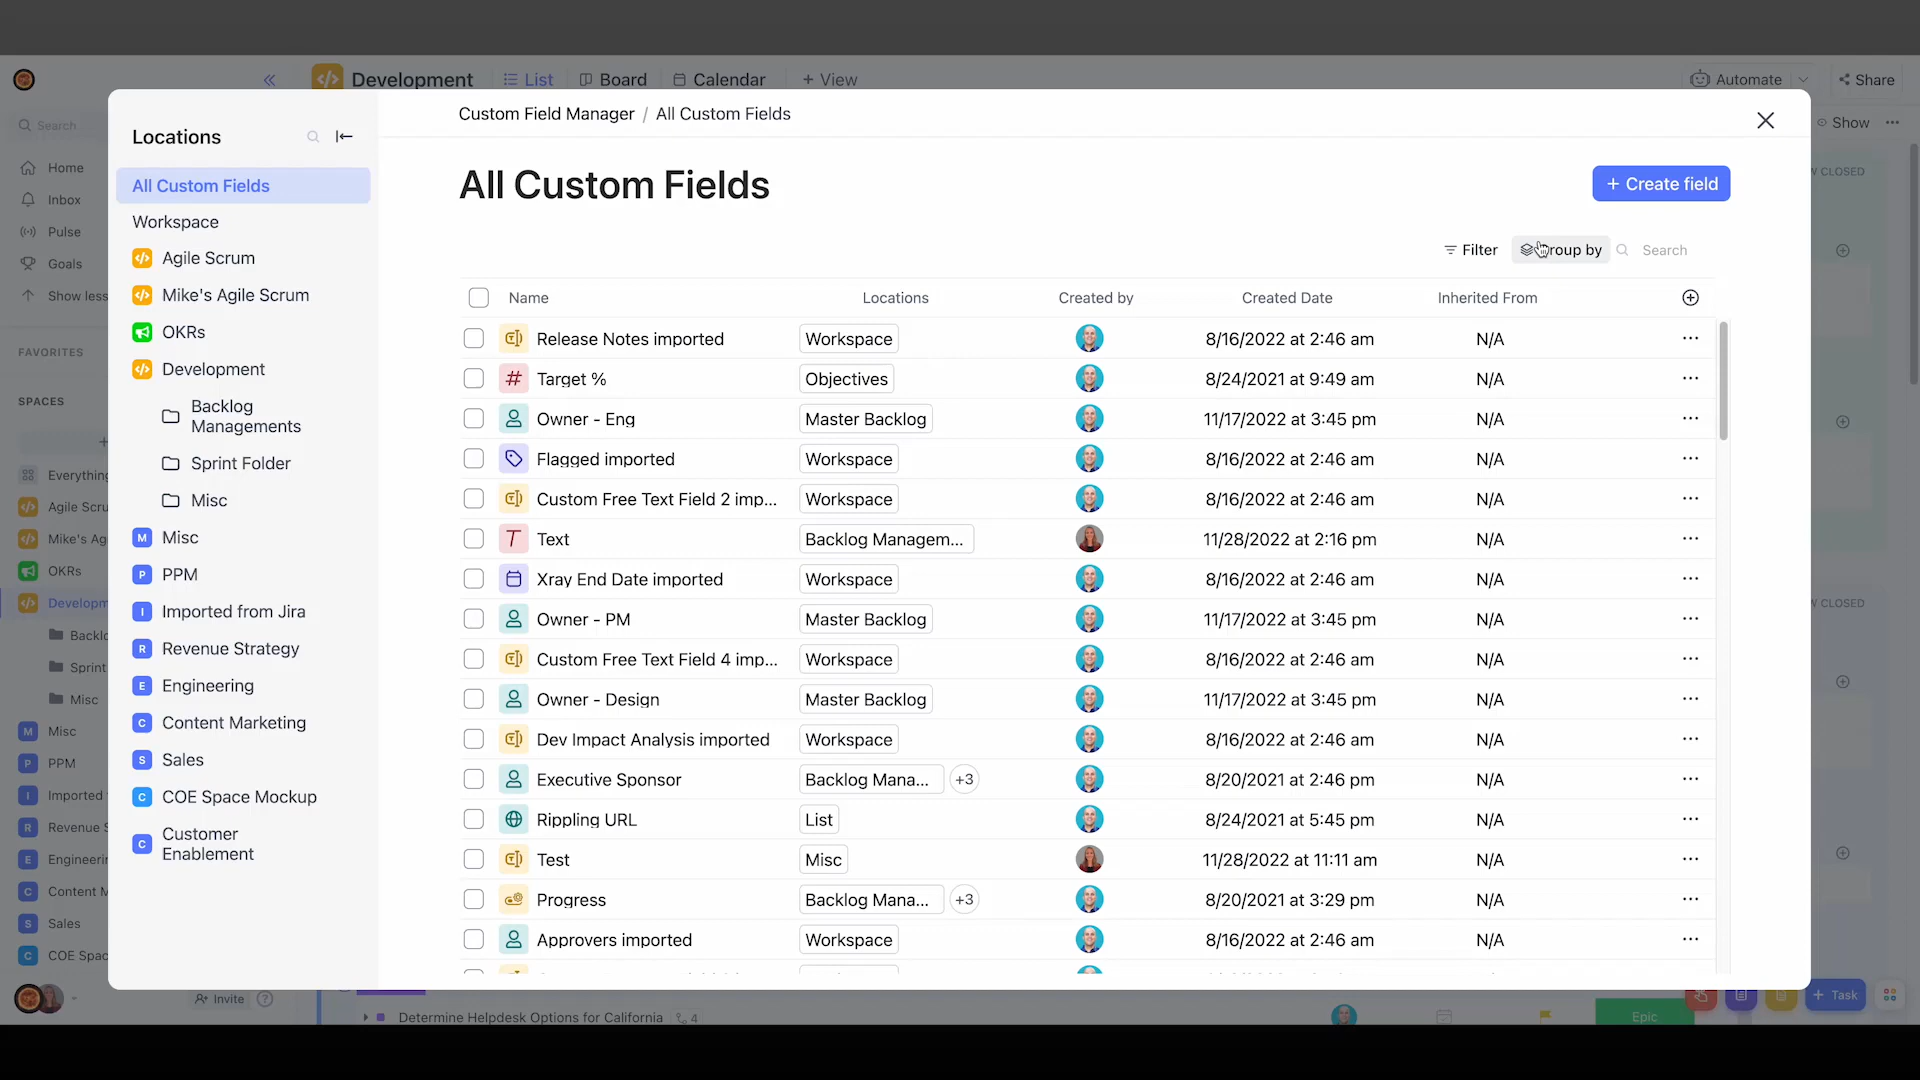 Development
List
Board
Calendar
+ View
Automate
Share
Search
Home
Inbox
Pulse
Goals
Show less
FAVORITES
SPACES
+
Everything
Agile Scru
Mike's Ag
OKRs
Developm
Backlo
Sprint
Misc
M Misc
P PPM
I Imported
R Revenue S
E Engineerin
C Content M
S Sales
C COE Spac
Invite
?
Locations
All Custom Fields
Workspace
Agile Scrum
Mike's Agile Scrum
OKRs
Development
Backlog
Managements
Sprint Folder
Misc
M Misc
P PPM
I Imported from Jira
R Revenue Strategy
E Engineering
C Content Marketing
S Sales
C COE Space Mockup
C Customer
Enablement
Custom Field Manager / All Custom Fields
All Custom Fields
+ Create field
Filter
Group by
Search
Name Locations Created by Created Date Inherited From
Release Notes imported Workspace 8/16/2022 at 2:46 am N/A
# Target % Objectives 8/24/2021 at 9:49 am N/A
Owner - Eng Master Backlog 11/17/2022 at 3:45 pm N/A
Flagged imported Workspace 8/16/2022 at 2:46 am N/A
Custom Free Text Field 2 imp... Workspace 8/16/2022 at 2:46 am N/A
T Text Backlog Managem... 11/28/2022 at 2:16 pm N/A
Xray End Date imported Workspace 8/16/2022 at 2:46 am N/A
Owner - PM Master Backlog 11/17/2022 at 3:45 pm N/A
Custom Free Text Field 4 imp... Workspace 8/16/2022 at 2:46 am N/A
Owner - Design Master Backlog 11/17/2022 at 3:45 pm N/A
Dev Impact Analysis imported Workspace 8/16/2022 at 2:46 am N/A
Executive Sponsor Backlog Mana... +3 8/20/2021 at 2:46 pm N/A
Rippling URL List 8/24/2021 at 5:45 pm N/A
Test Misc 11/28/2022 at 11:11 am N/A
Progress Backlog Mana... +3 8/20/2021 at 3:29 pm N/A
Approvers imported Workspace 8/16/2022 at 2:46 am N/A
Show
W CLOSED
W CLOSED
+ Task
Determine Helpdesk Options for California 4
Epic